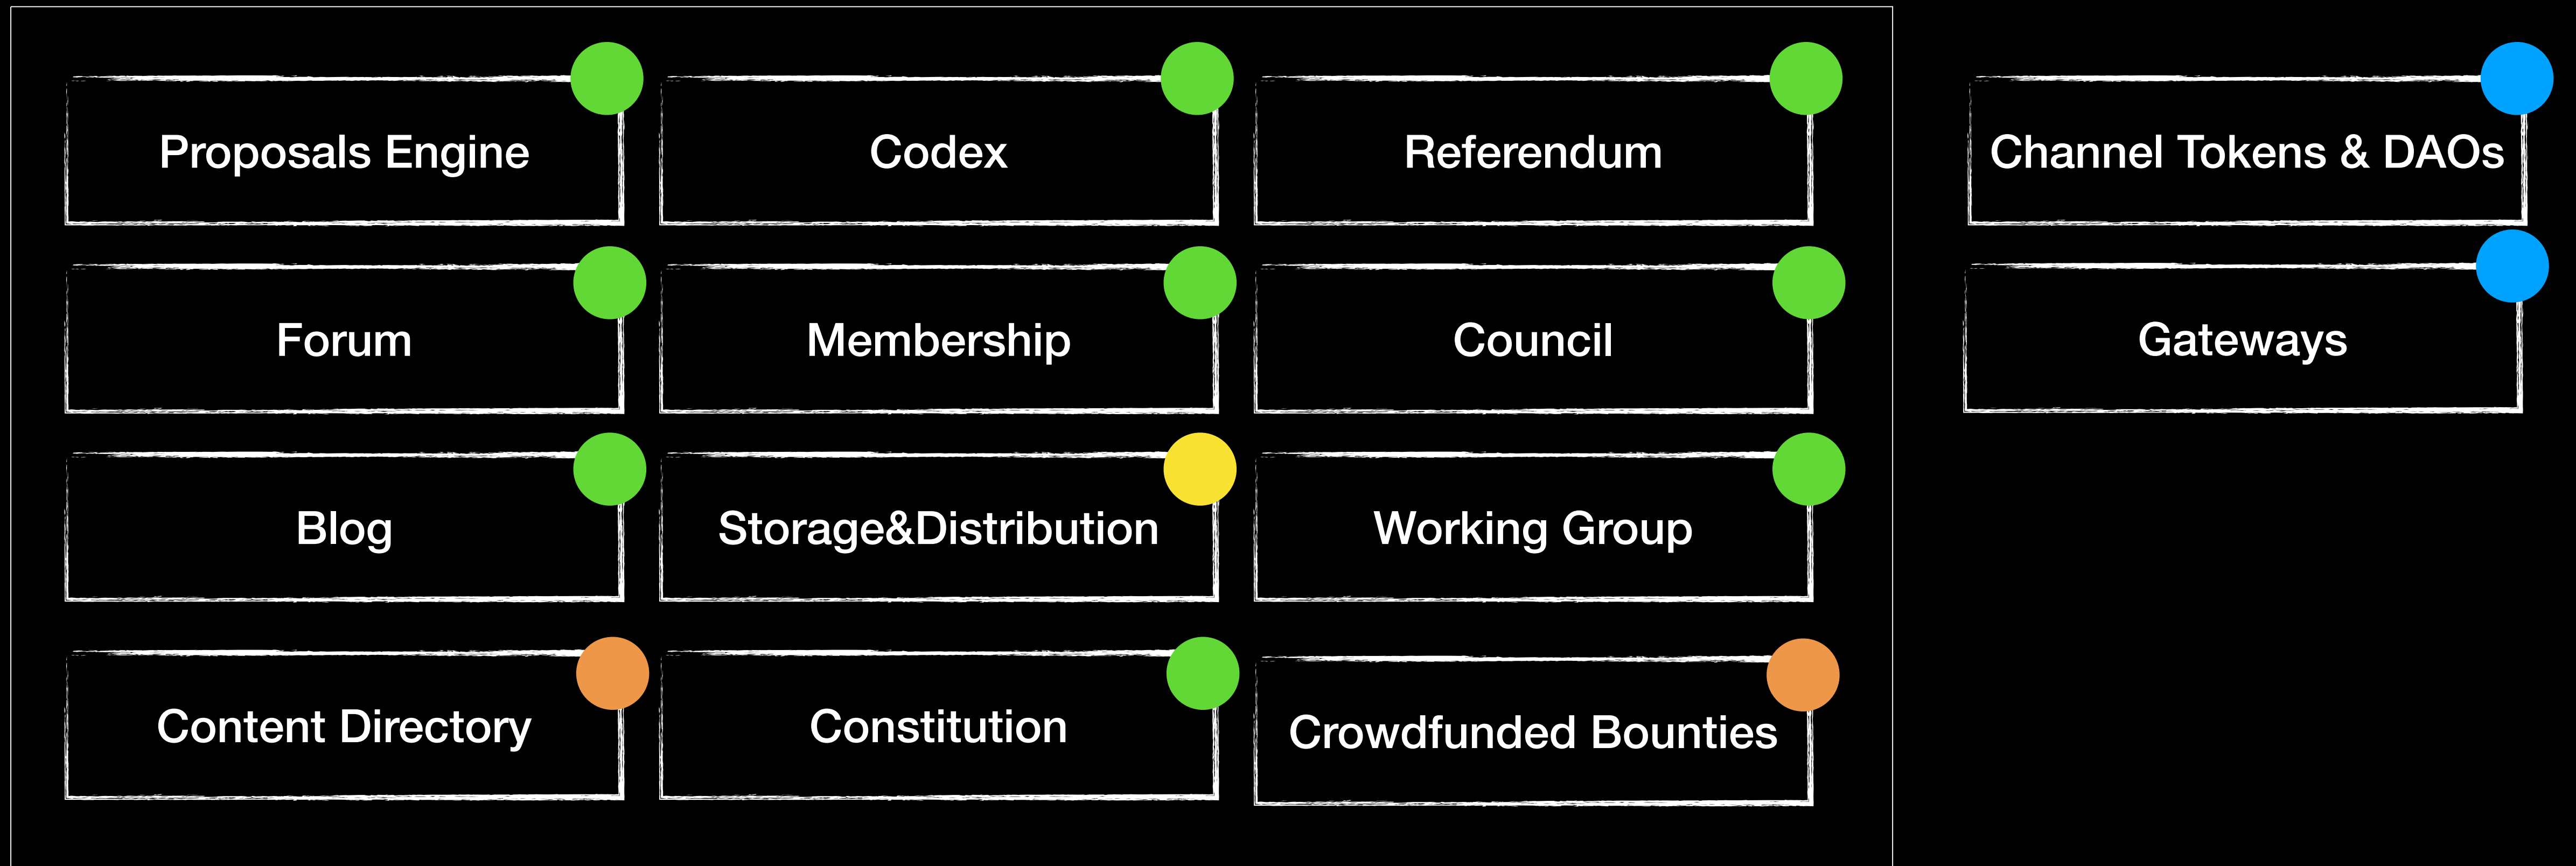 Proposals Engine
Codex
Referendum
Channel Tokens & DAOs
Forum
Membership
Council
Gateways
Blog
Storage&Distribution
Working Group
Content Directory
Constitution
Crowdfunded Bounties